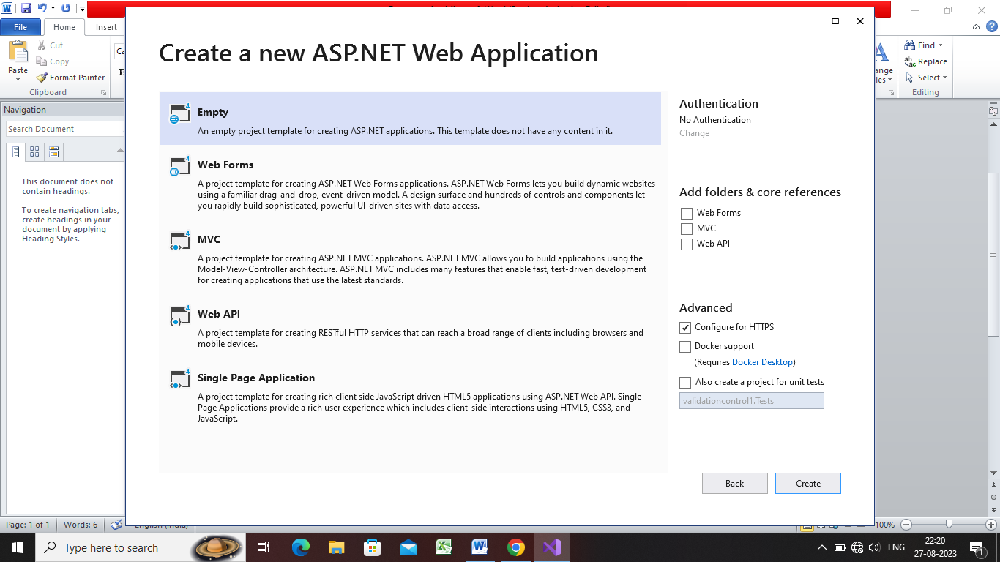 File
Home
Insert
Paste
Cut
Copy
Format Painter
Clipboard
Find
Replace
Select
Editing
Navigation
Search Document
This document does not
contain headings.
To create navigation tabs,
create headings in your
document by applying
Heading Styles.
Create a new ASP.NET Web Application
Empty
An empty project template for creating ASP.NET applications. This template does not have any content in it.
Web Forms
A project template for creating ASP.NET Web Forms applications. ASP.NET Web Forms lets you build dynamic websites
using a familiar drag-and-drop, event-driven model. A design surface and hundreds of controls and components let
you rapidly build sophisticated, powerful UI-driven sites with data access.
MVC
A project template for creating ASP.NET MVC applications. ASP.NET MVC allows you to build applications using the
Model-View-Controller architecture. ASP.NET MVC includes many features that enable fast, test-driven development
for creating applications that use the latest standards.
Web API
A project template for creating RESTful HTTP services that can reach a broad range of clients including browsers and
mobile devices.
Single Page Application
A project template for creating rich client side JavaScript driven HTML5 applications using ASP.NET Web API. Single
Page Applications provide a rich user experience which includes client-side interactions using HTML5, CSS3, and
JavaScript.
Authentication
No Authentication
Change
Add folders & core references
Web Forms
MVC
Web API
Advanced
Configure for HTTPS
Docker support
(Requires Docker Desktop)
Also create a project for unit tests
validationcontrol1.Tests
Back
Create
Page: 1 of 1
Words: 6
English (India)
100%
Type here to search
ENG
22:20
27-08-2023
1